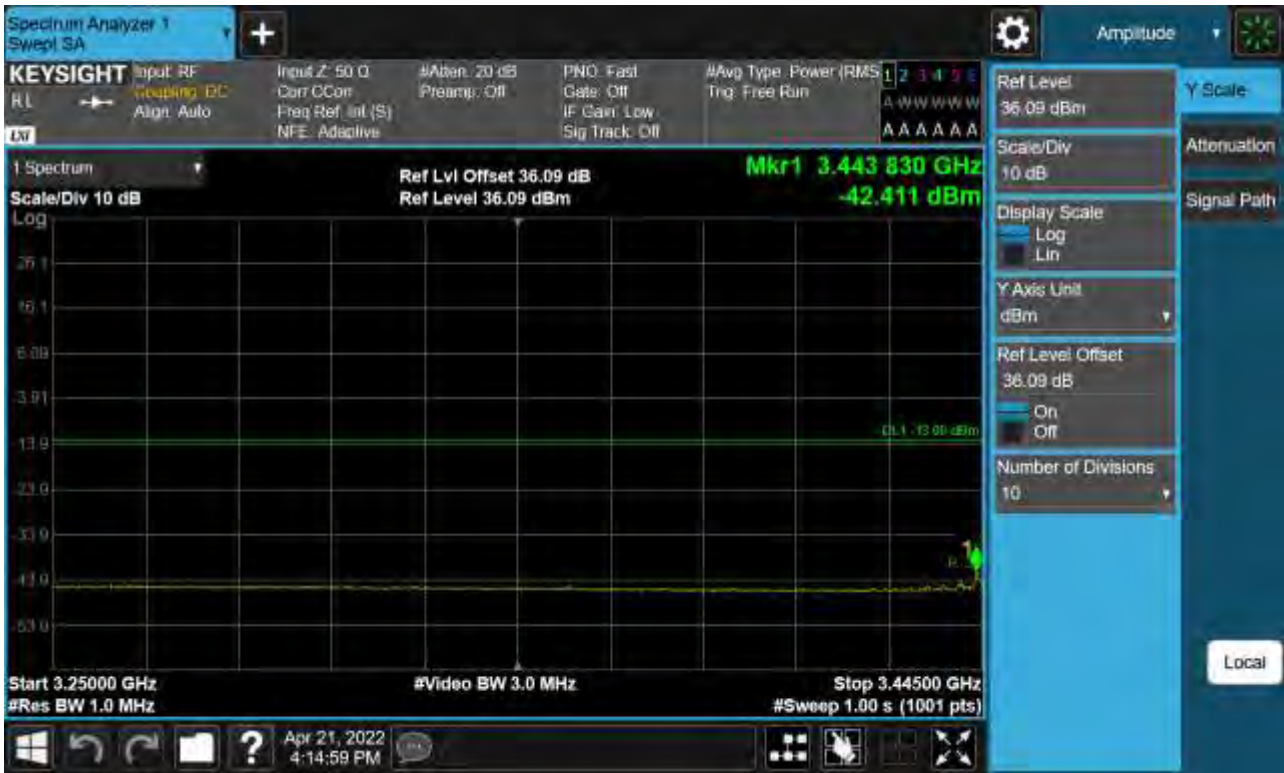 Spectrum Analyzer 1
Swept SA
Amplitude
KEYSIGHT
RL
LXI
Input: RF
Coupling: DC
Align: Auto
Input Z: 50 Ω
Corr CCorr
Freq Ref: Int (S)
NFE: Adaptive
#Atten: 20 dB
Preamp: Off
PNO: Fast
Gate: Off
IF Gain: Low
Sig Track: Off
#Avg Type: Power (RMS
Trig: Free Run
1 2 3 4 5 6
A W W W W W
A A A A A A
1 Spectrum
Scale/Div 10 dB
Log
Ref Lvl Offset 36.09 dB
Ref Level 36.09 dBm
Mkr1 3.443 830 GHz
-42.411 dBm
26.1
16.1
6.09
-3.91
-13.9
-23.9
-33.9
-43.9
-53.9
DL1 -13.00 dBm
1
Start 3.25000 GHz
#Res BW 1.0 MHz
#Video BW 3.0 MHz
Stop 3.44500 GHz
#Sweep 1.00 s (1001 pts)
Ref Level
36.09 dBm
Scale/Div
10 dB
Display Scale
Log
Lin
Y Axis Unit
dBm
Ref Level Offset
36.09 dB
On
Off
Number of Divisions
10
Y Scale
Attenuation
Signal Path
Local
?
Apr 21, 2022
4:14:59 PM